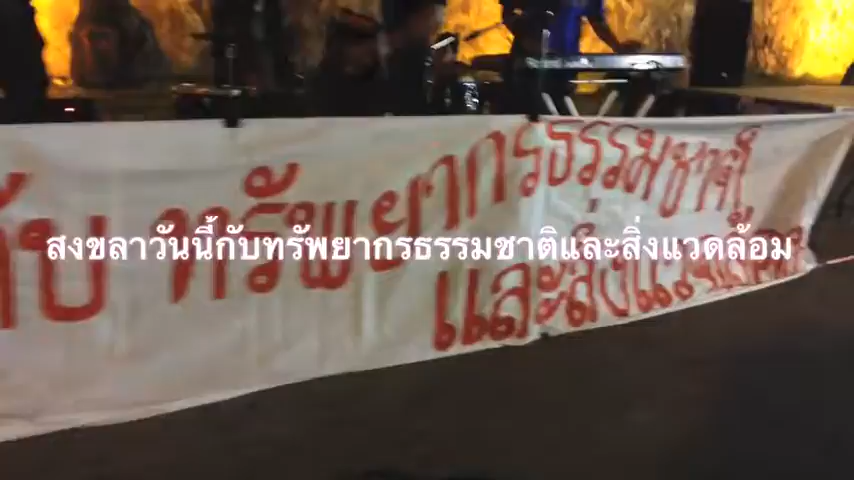 กับ ทรัพยากรธรรมชาติ
สงขลาวันนี้กับทรัพยากรธรรมชาติและสิ่งแวดล้อม
และสิ่งแวดล้อม